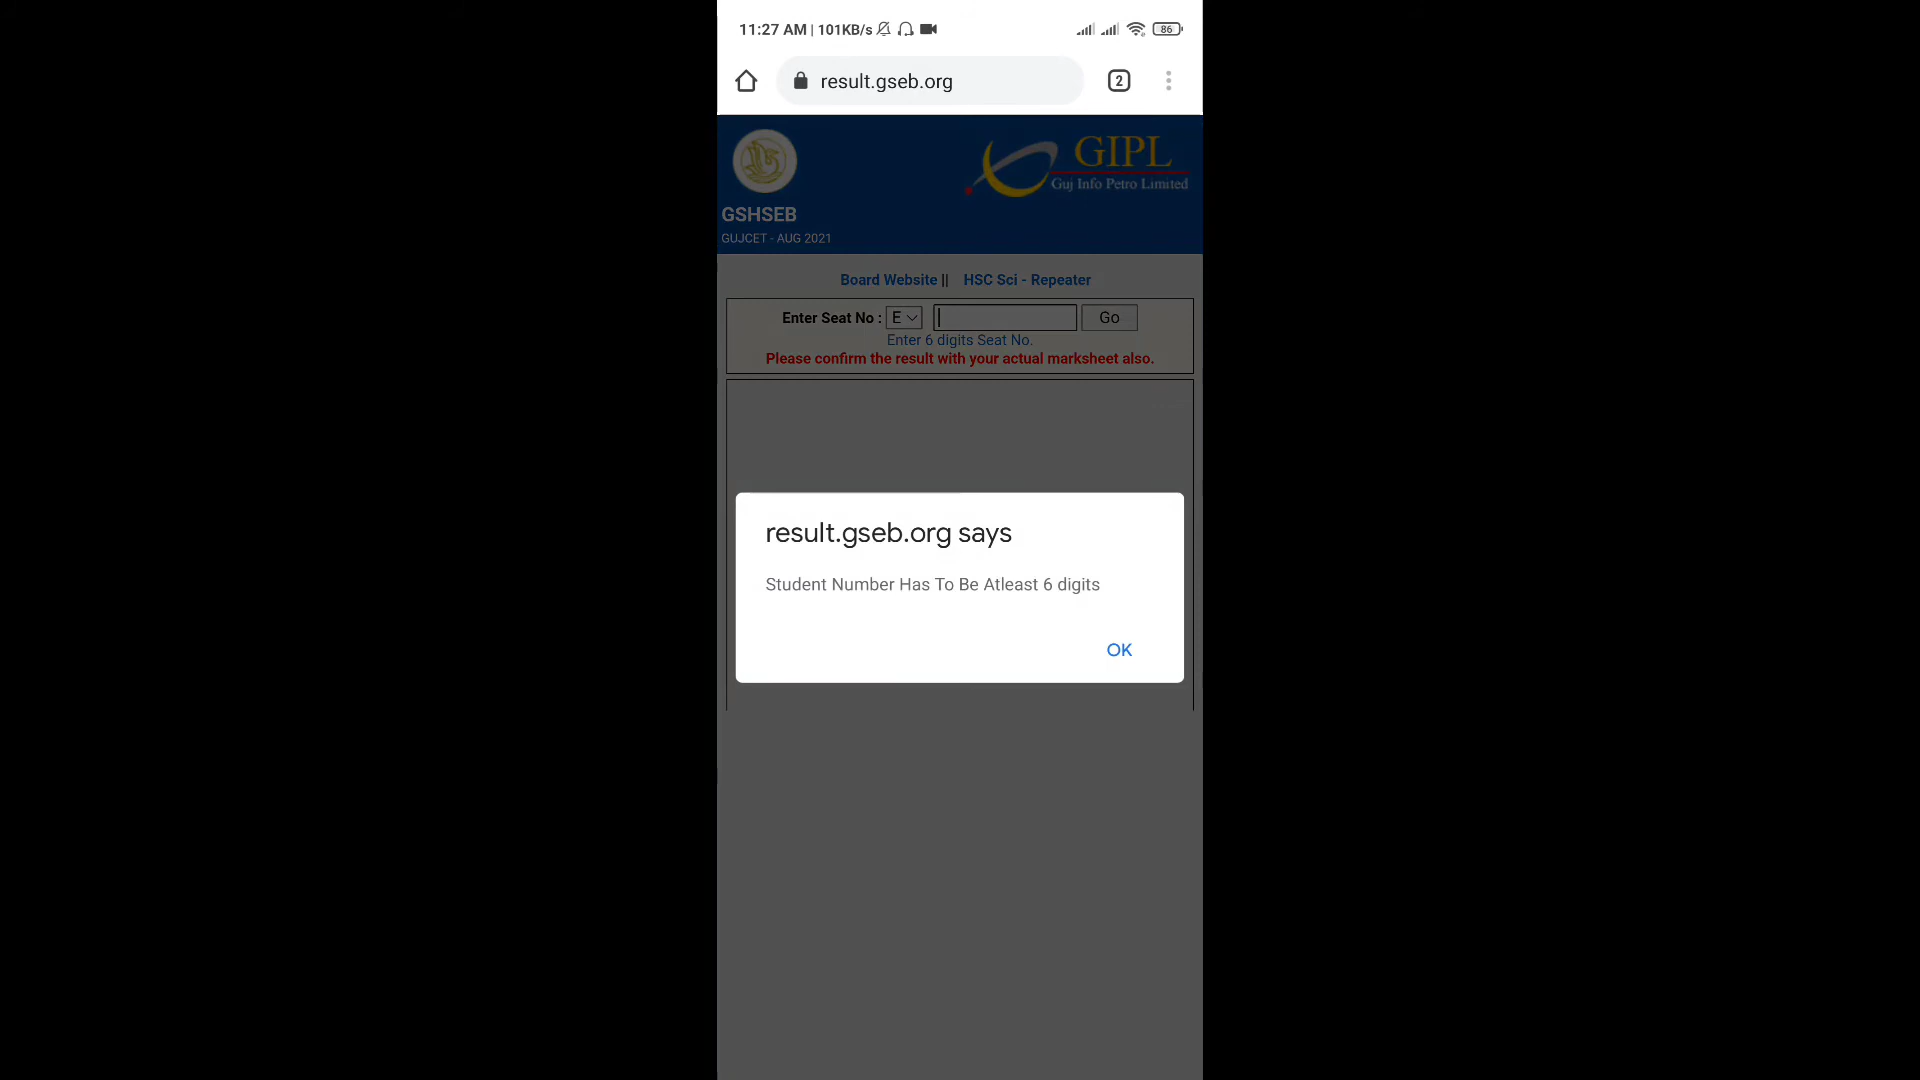 11:27 AM | 101KB/s
86
result.gseb.org
2
GIPL
Guj Info Petro Limited
GSHSEB
GUJCET - AUG 2021
Board Website || HSC Sci - Repeater
Enter Seat No : E Go
Enter 6 digits Seat No.
Please confirm the result with your actual marksheet also.
result.gseb.org says
Student Number Has To Be Atleast 6 digits
OK